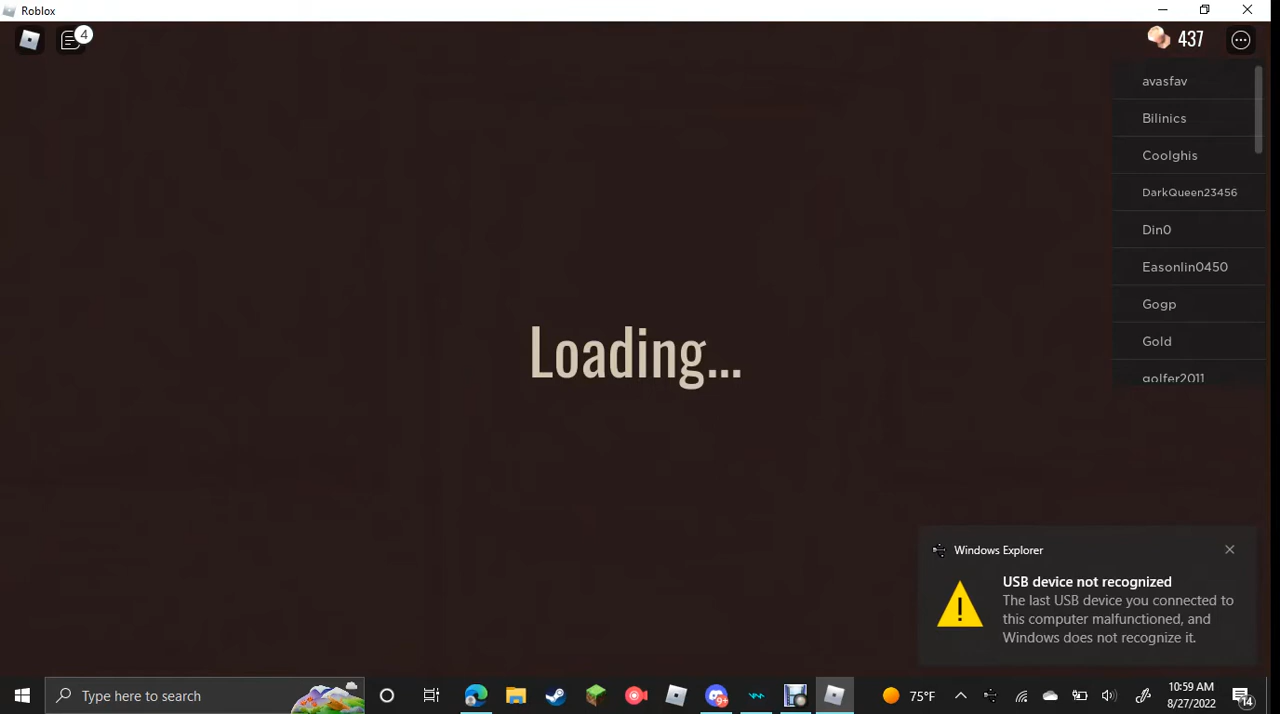 Roblox
4
437
avasfav
Bilinics
Coolghis
DarkQueen23456
Din0
Easonlin0450
Gogp
Gold
golfer2011
Loading...
Windows Explorer
USB device not recognized
The last USB device you connected to
this computer malfunctioned, and
Windows does not recognize it.
Type here to search
75°F
10:59 AM
8/27/2022
14